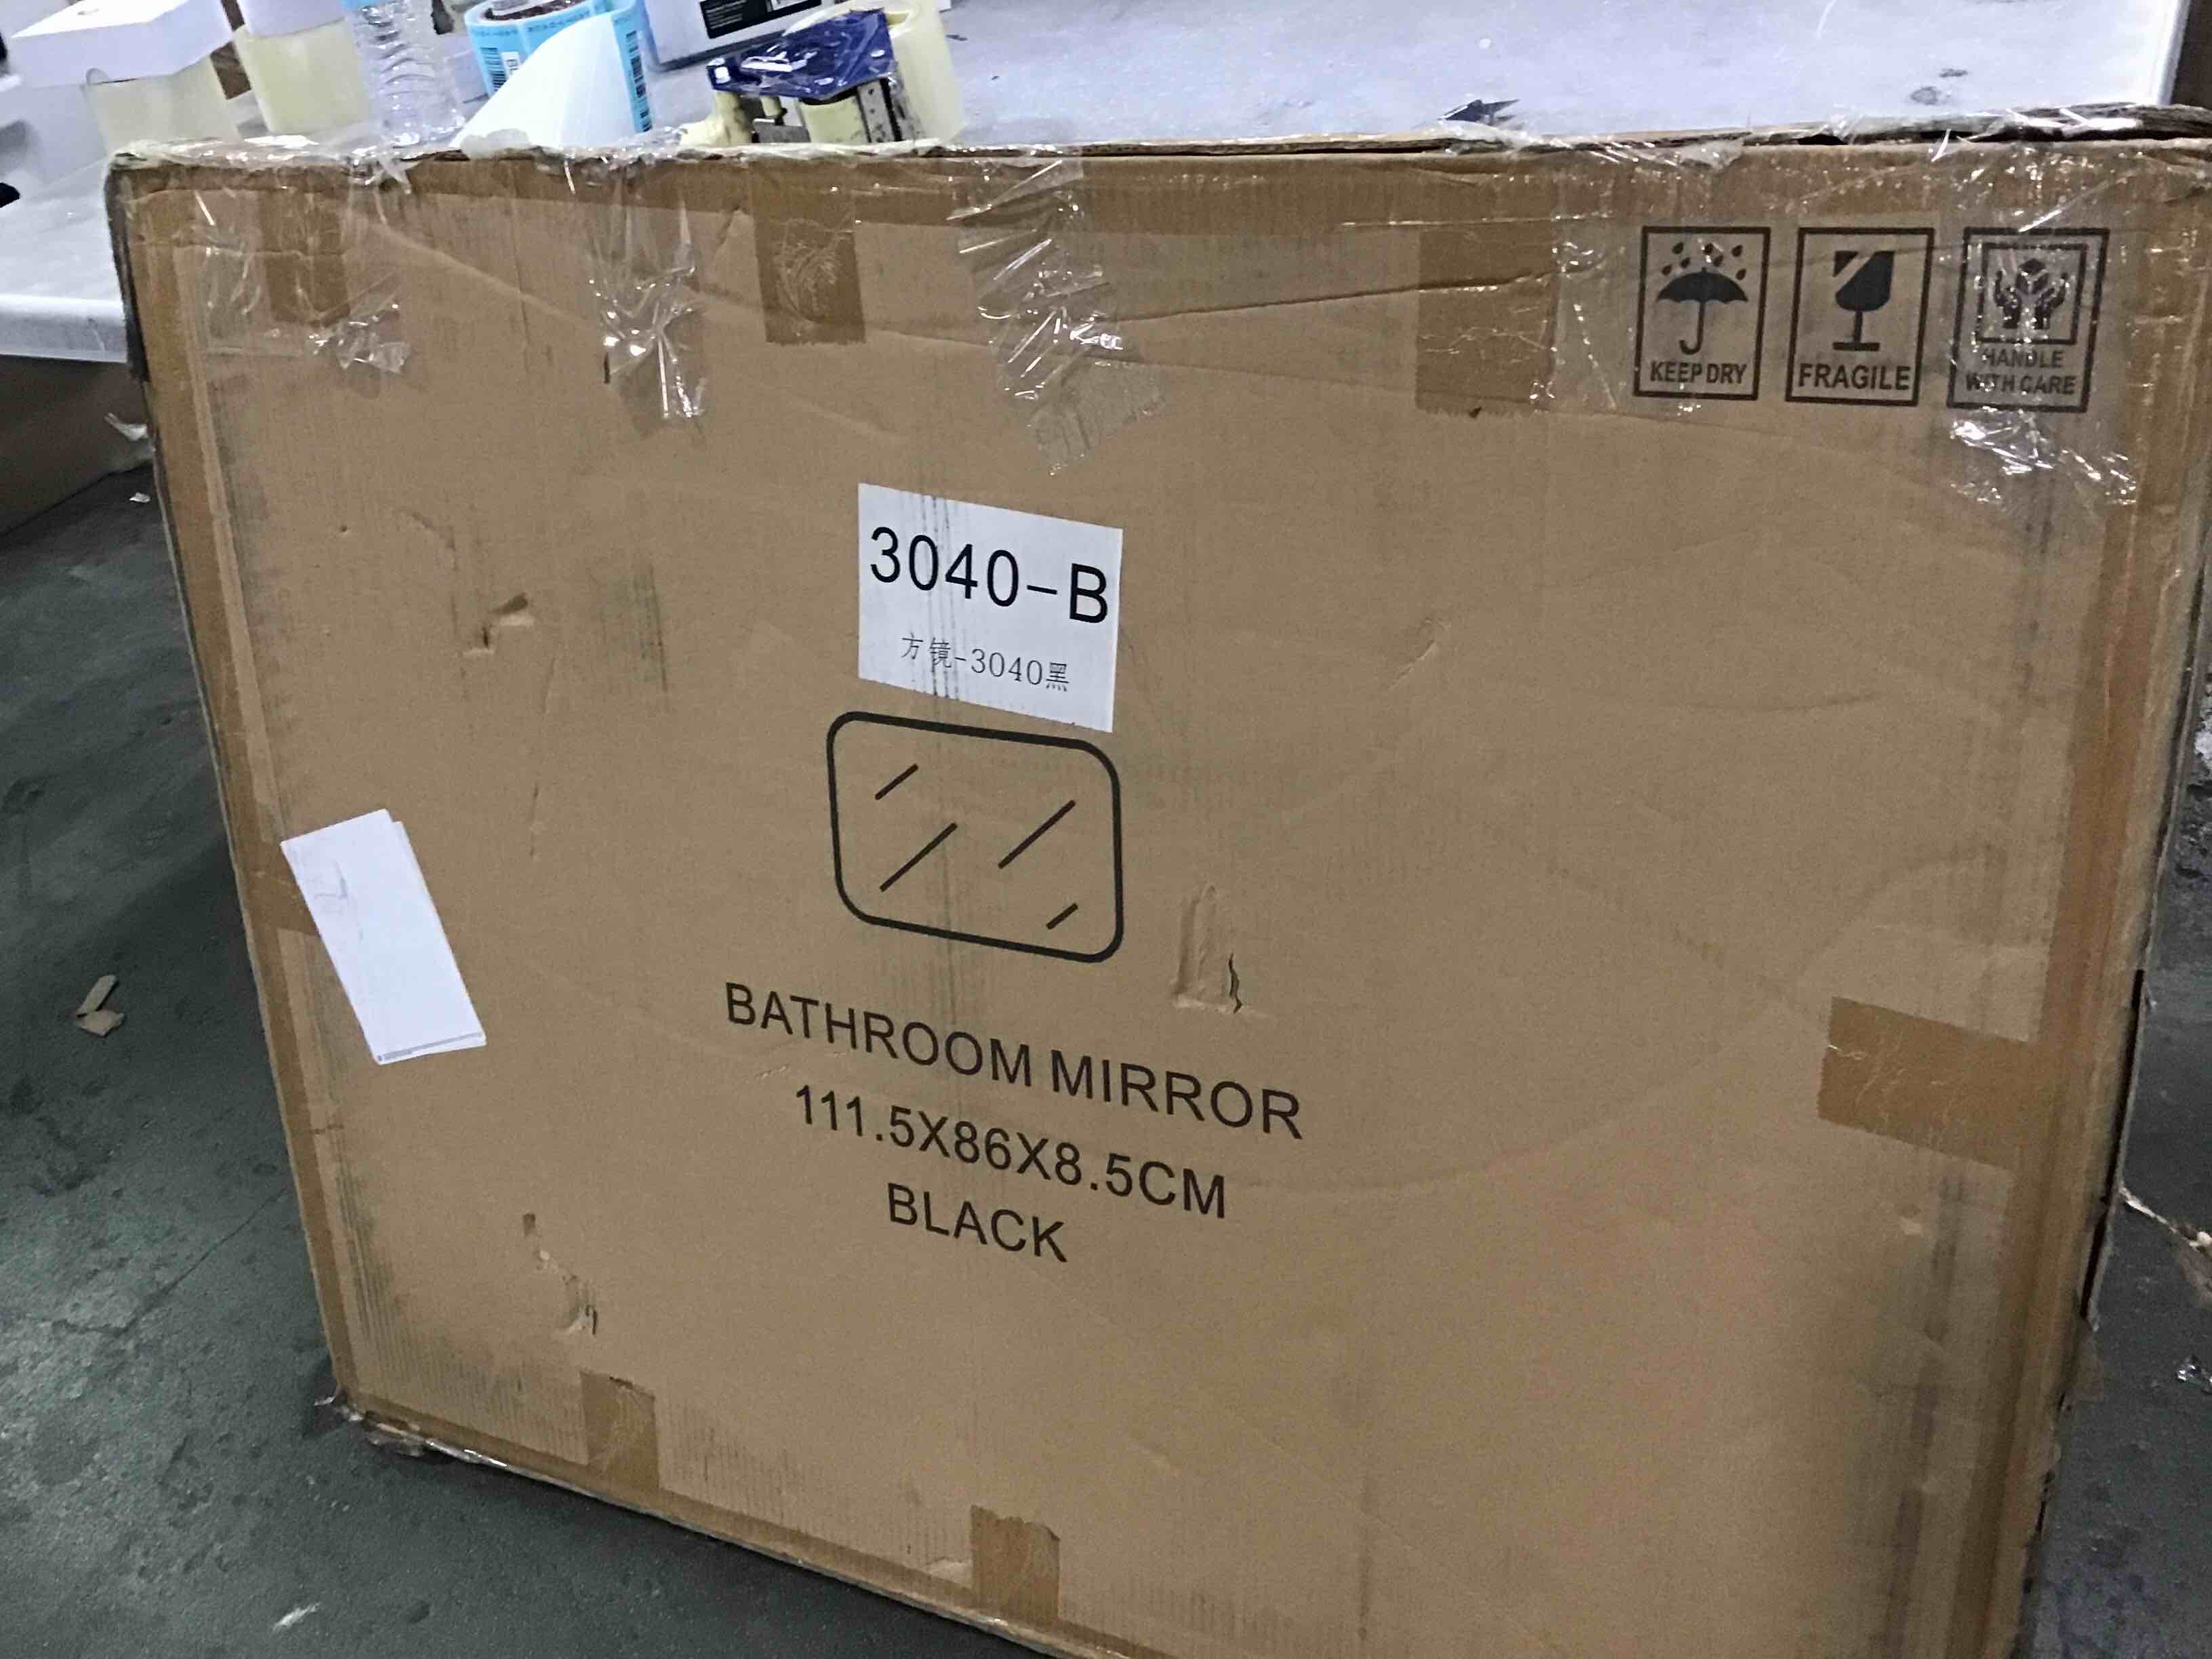 KEEP DRY
FRAGILE
HANDLE
WITH CARE
3040-B
方镜-3040黑
BATHROOM MIRROR
111.5X86X8.5CM
BLACK